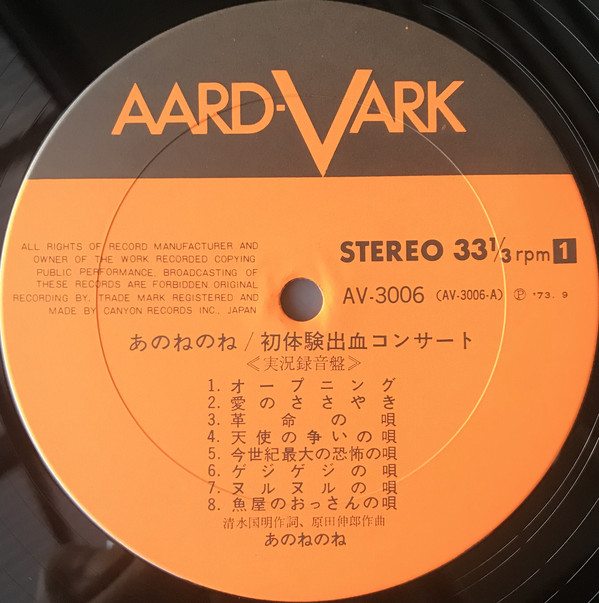 AARD-VARK
ALL RIGHTS OF RECORD MANUFACTURER AND
OWNER OF THE WORK RECORDED COPYING
PUBLIC PERFORMANCE. BROADCASTING OF
THESE RECORDS ARE FORBIDDEN. ORIGINAL
RECORDING BY. TRADE MARK REGISTERED AND
MADE BY CANYON RECORDS INC., JAPAN
STEREO 33⅓ rpm 1
AV-3006 (AV-3006-A) Ⓟ '73. 9
あのねのね / 初体験出血コンサート
≪実況録音盤≫
1. オープニング
2. 愛のささやき
3. 革命の唄
4. 天使の争いの唄
5. 今世紀最大の恐怖の唄
6. ゲジゲジの唄
7. ヌルヌルの唄
8. 魚屋のおっさんの唄
清水国明作詞、原田伸郎作曲
あのねのね